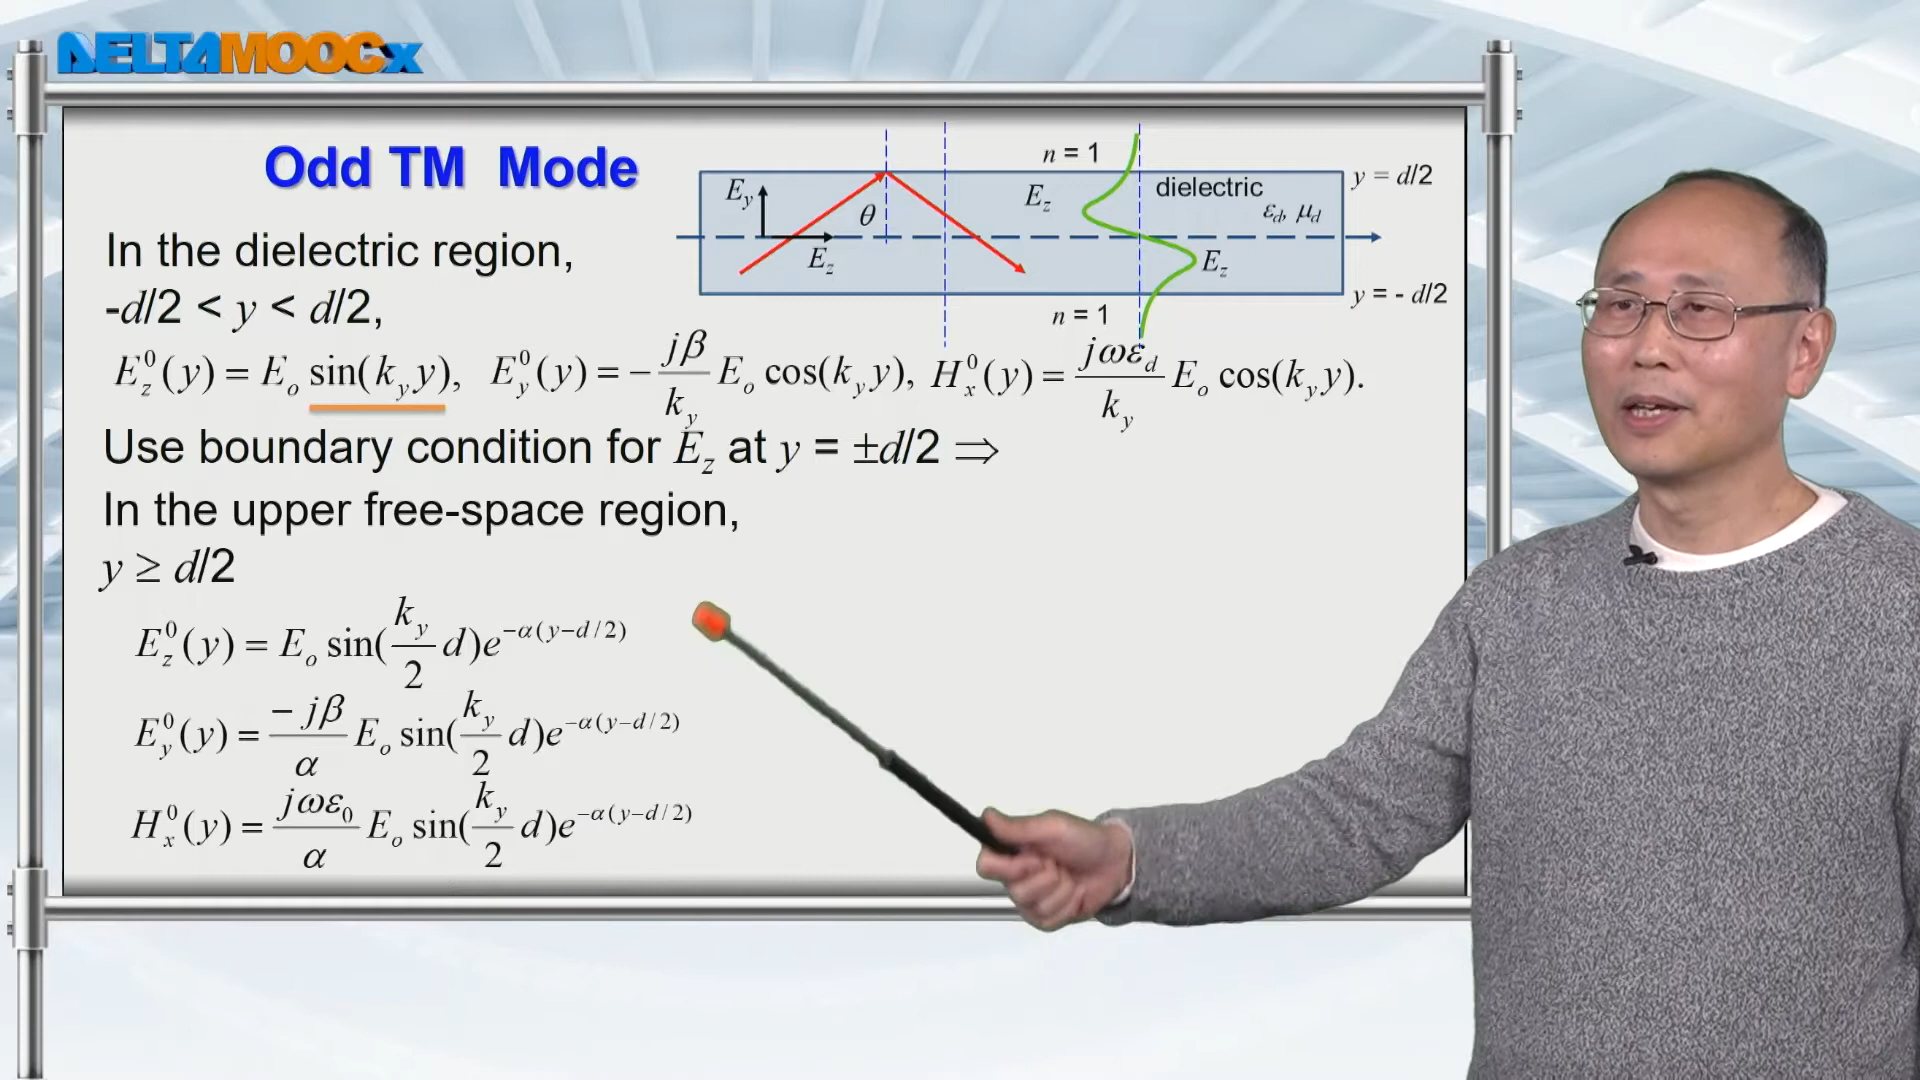 DELTAMOOCx
Odd TM Mode
n = 1
E_y
θ
E_z
E_z
dielectric
ε_d, μ_d
y = d/2
E_z
n = 1
y = - d/2
In the dielectric region,
-d/2 < y < d/2,
E_z^0(y) = E_o sin(k_y y), E_y^0(y) = - jβ/k_y E_o cos(k_y y), H_x^0(y) = jωε_d/k_y E_o cos(k_y y).
Use boundary condition for E_z at y = ±d/2 ⇒
In the upper free-space region,
y ≥ d/2
E_z^0(y) = E_o sin(k_y/2 d)e^{-α(y-d/2)}
E_y^0(y) = -jβ/α E_o sin(k_y/2 d)e^{-α(y-d/2)}
H_x^0(y) = jωε_0/α E_o sin(k_y/2 d)e^{-α(y-d/2)}